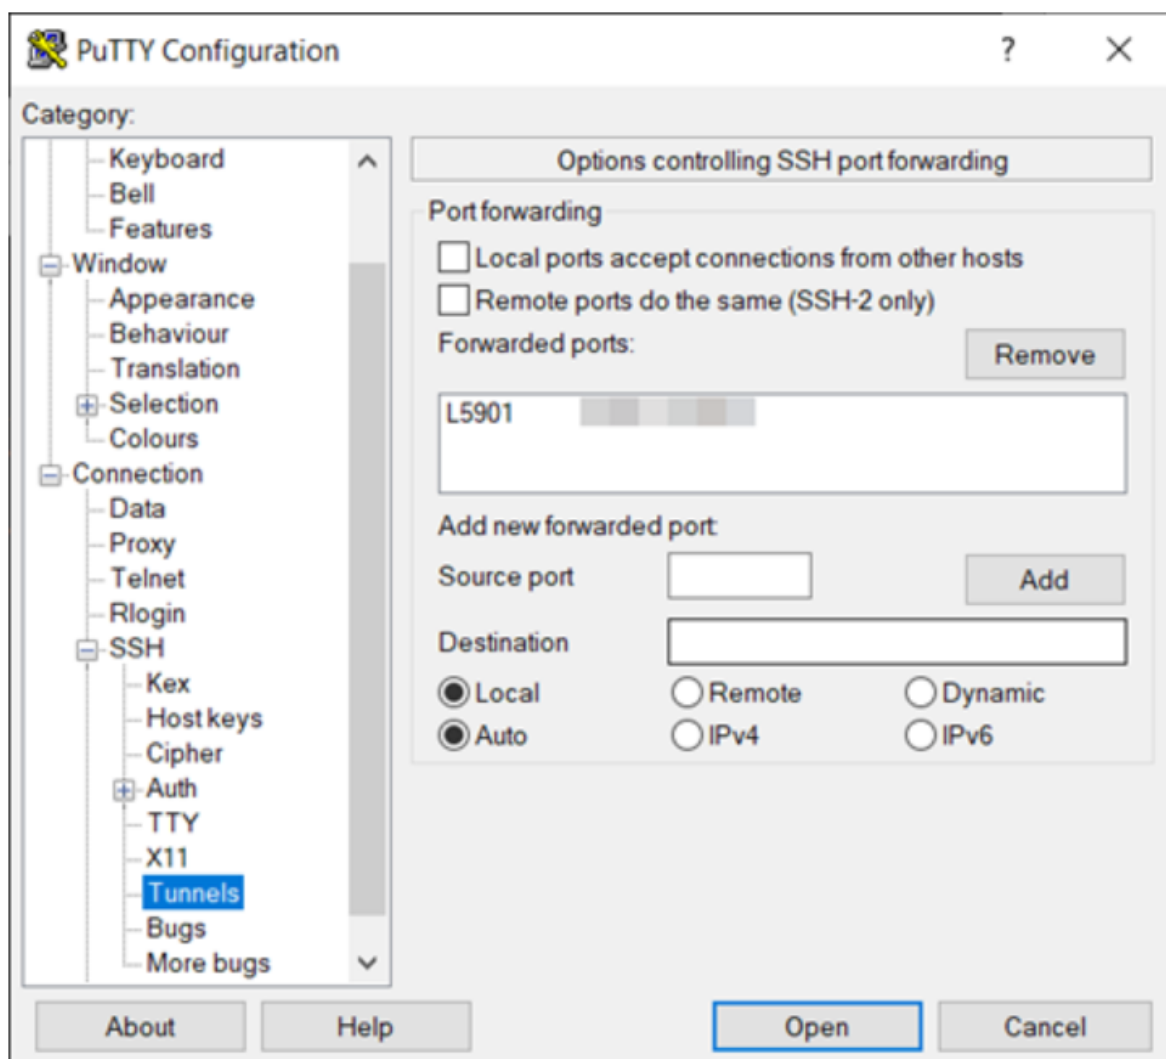 PuTTY Configuration
?
Category:
Keyboard
Bell
Features
Window
Appearance
Behaviour
Translation
Selection
Colours
Connection
Data
Proxy
Telnet
Rlogin
SSH
Kex
Host keys
Cipher
Auth
TTY
X11
Tunnels
Bugs
More bugs
Options controlling SSH port forwarding
Port forwarding
Local ports accept connections from other hosts
Remote ports do the same (SSH-2 only)
Forwarded ports:
Remove
L5901
Add new forwarded port:
Source port
Add
Destination
Local Remote Dynamic
Auto IPv4 IPv6
About Help Open Cancel